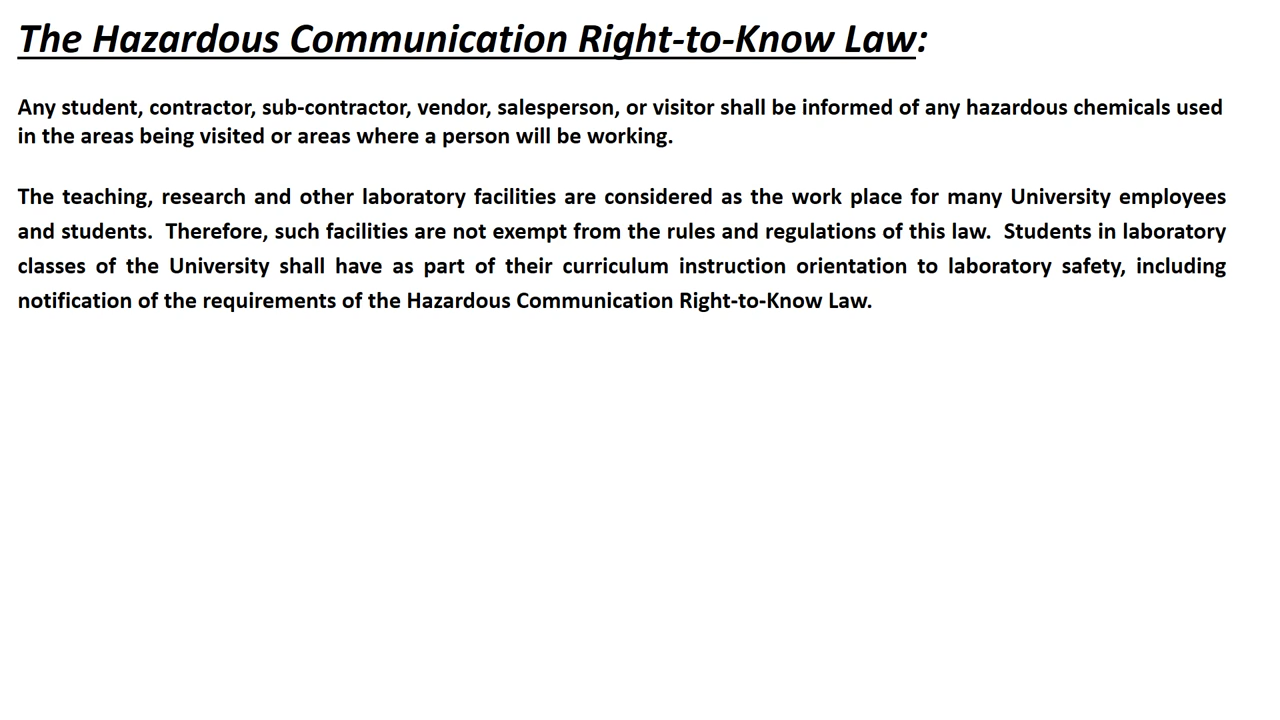 The Hazardous Communication Right-to-Know Law:
Any student, contractor, sub-contractor, vendor, salesperson, or visitor shall be informed of any hazardous chemicals used
in the areas being visited or areas where a person will be working.
The teaching, research and other laboratory facilities are considered as the work place for many University employees
and students.  Therefore, such facilities are not exempt from the rules and regulations of this law.  Students in laboratory
classes of the University shall have as part of their curriculum instruction orientation to laboratory safety, including
notification of the requirements of the Hazardous Communication Right-to-Know Law.